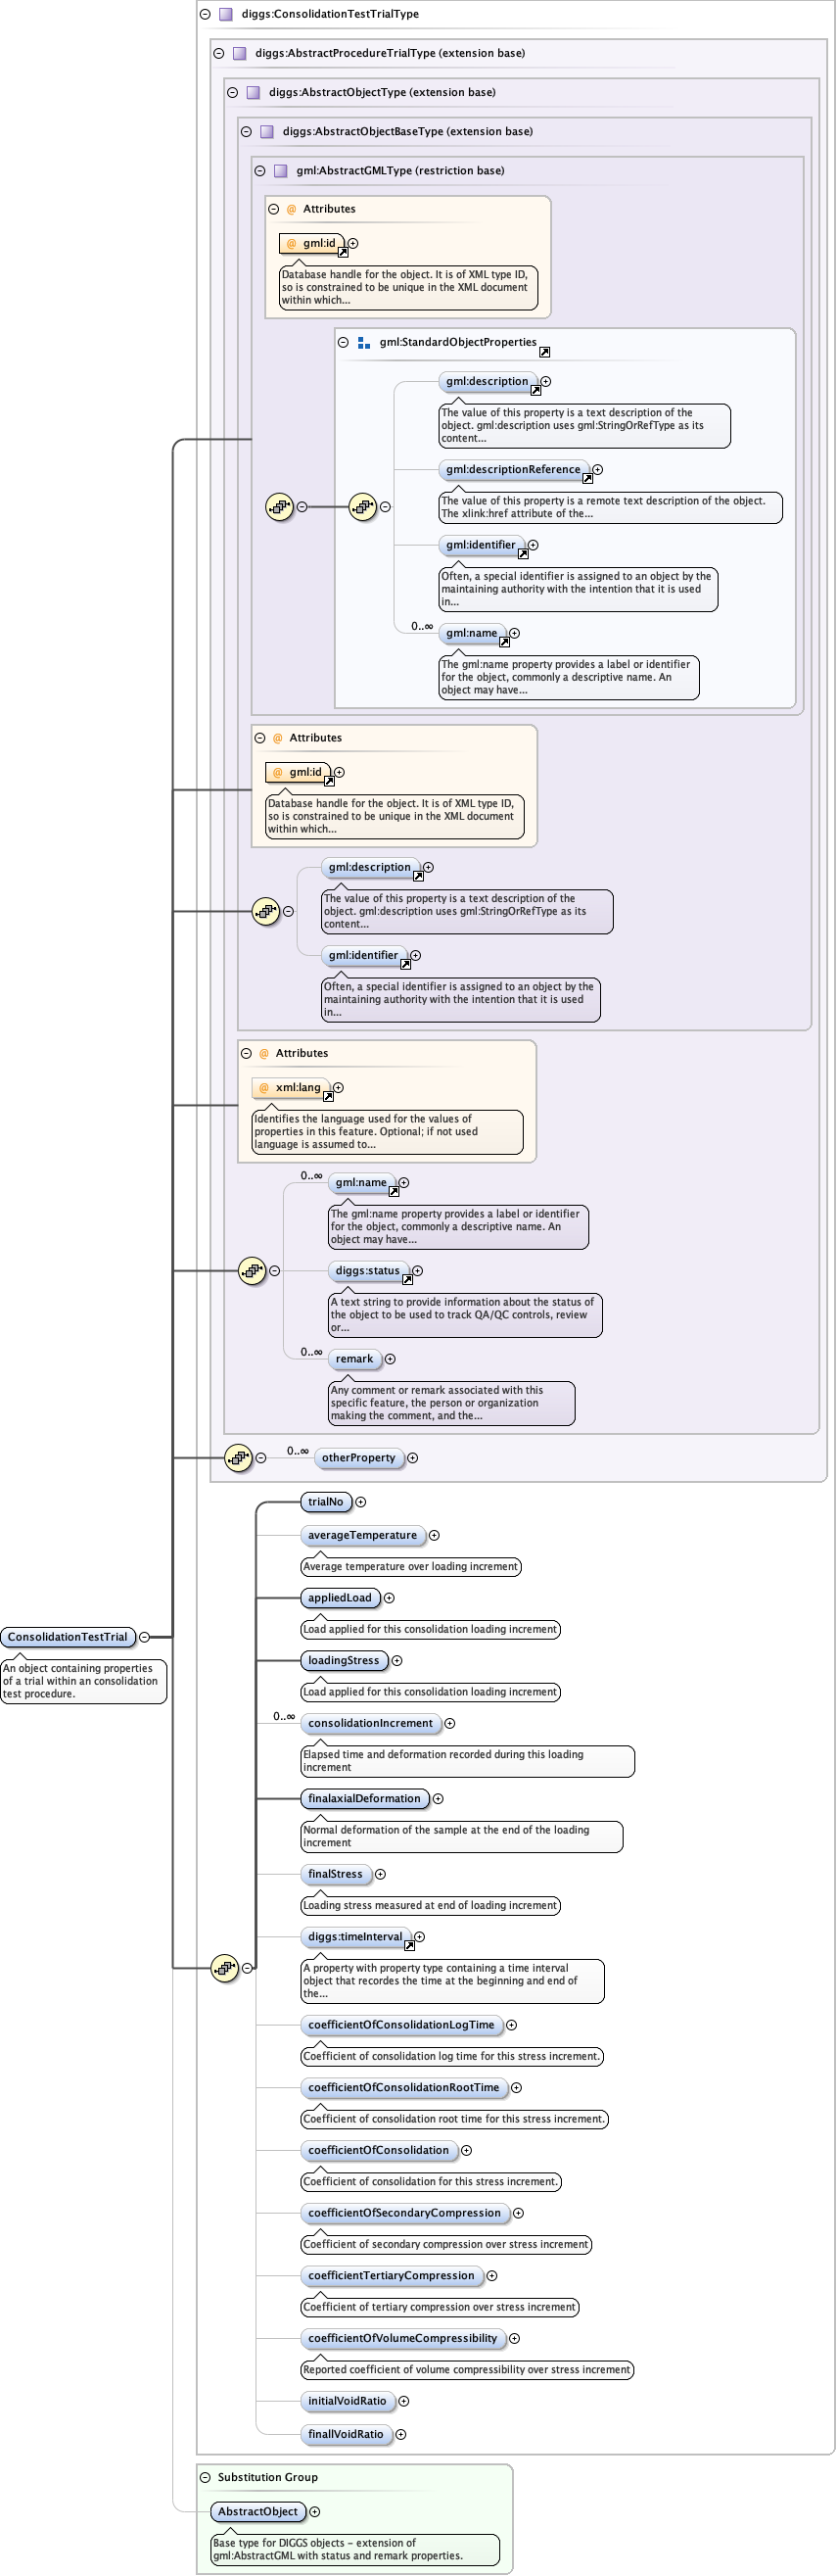 diggs:ConsolidationTestTrialType
diggs:AbstractProcedureTrialType (extension base)
diggs:AbstractObjectType (extension base)
diggs:AbstractObjectBaseType (extension base)
gml:AbstractGMLType (restriction base)
@ Attributes
@ gml:id
Database handle for the object. It is of XML type ID,
so is constrained to be unique in the XML document
within which...
gml:StandardObjectProperties
gml:description
The value of this property is a text description of the
object. gml:description uses gml:StringOrRefType as its
content...
gml:descriptionReference
The value of this property is a remote text description of the object.
The xlink:href attribute of the...
gml:identifier
Often, a special identifier is assigned to an object by the
maintaining authority with the intention that it is used
in...
0..∞
gml:name
The gml:name property provides a label or identifier
for the object, commonly a descriptive name. An
object may have...
@ Attributes
@ gml:id
Database handle for the object. It is of XML type ID,
so is constrained to be unique in the XML document
within which...
gml:description
The value of this property is a text description of the
object. gml:description uses gml:StringOrRefType as its
content...
gml:identifier
Often, a special identifier is assigned to an object by the
maintaining authority with the intention that it is used
in...
@ Attributes
@ xml:lang
Identifies the language used for the values of
properties in this feature. Optional; if not used
language is assumed to...
0..∞
gml:name
The gml:name property provides a label or identifier
for the object, commonly a descriptive name. An
object may have...
diggs:status
A text string to provide information about the status of
the object to be used to track QA/QC controls, review
or...
0..∞
remark
Any comment or remark associated with this
specific feature, the person or organization
making the comment, and the...
0..∞
otherProperty
trialNo
averageTemperature
Average temperature over loading increment
appliedLoad
Load applied for this consolidation loading increment
ConsolidationTestTrial
An object containing properties
of a trial within an consolidation
test procedure.
loadingStress
Load applied for this consolidation loading increment
0..∞
consolidationIncrement
Elapsed time and deformation recorded during this loading
increment
finalaxialDeformation
Normal deformation of the sample at the end of the loading
increment
finalStress
Loading stress measured at end of loading increment
diggs:timeInterval
A property with property type containing a time interval
object that recordes the time at the beginning and end of
the...
coefficientOfConsolidationLogTime
Coefficient of consolidation log time for this stress increment.
coefficientOfConsolidationRootTime
Coefficient of consolidation root time for this stress increment.
coefficientOfConsolidation
Coefficient of consolidation for this stress increment.
coefficientOfSecondaryCompression
Coefficient of secondary compression over stress increment
coefficientTertiaryCompression
Coefficient of tertiary compression over stress increment
coefficientOfVolumeCompressibility
Reported coefficient of volume compressibility over stress increment
initialVoidRatio
finallVoidRatio
Substitution Group
AbstractObject
Base type for DIGGS objects - extension of
gml:AbstractGML with status and remark properties.